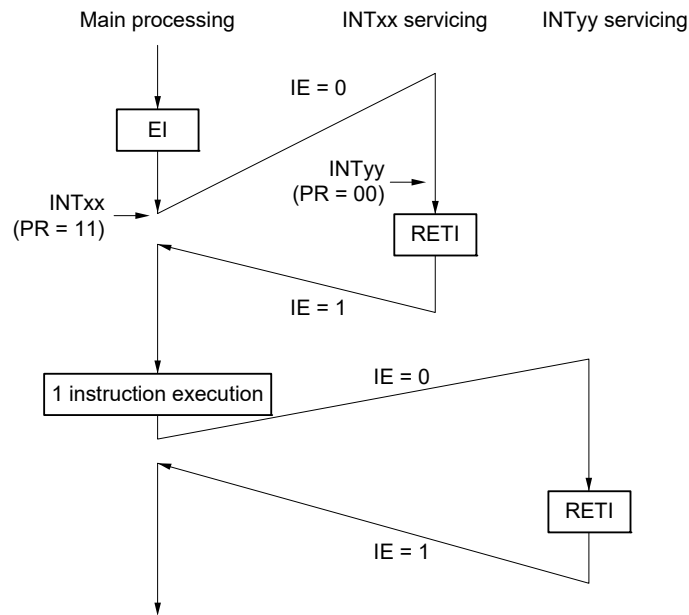 Main processing
INTxx servicing
INTyy servicing
IE = 0
EI
INTyy
(PR = 00)
INTxx
(PR = 11)
RETI
IE = 1
IE = 0
1 instruction execution
RETI
IE = 1